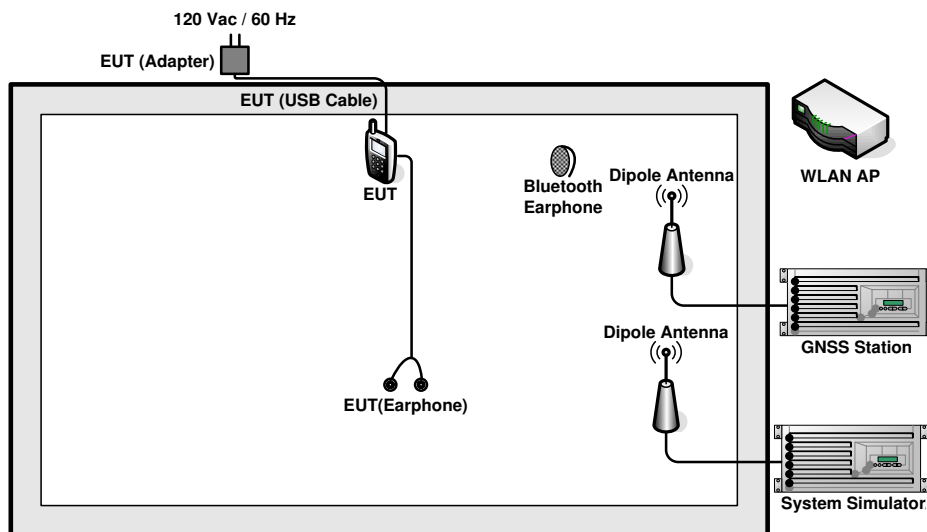 120 Vac / 60 Hz
EUT (Adapter)
EUT (USB Cable)
EUT
Bluetooth
Earphone
Dipole Antenna
WLAN AP
GNSS Station
Dipole Antenna
EUT(Earphone)
System Simulator